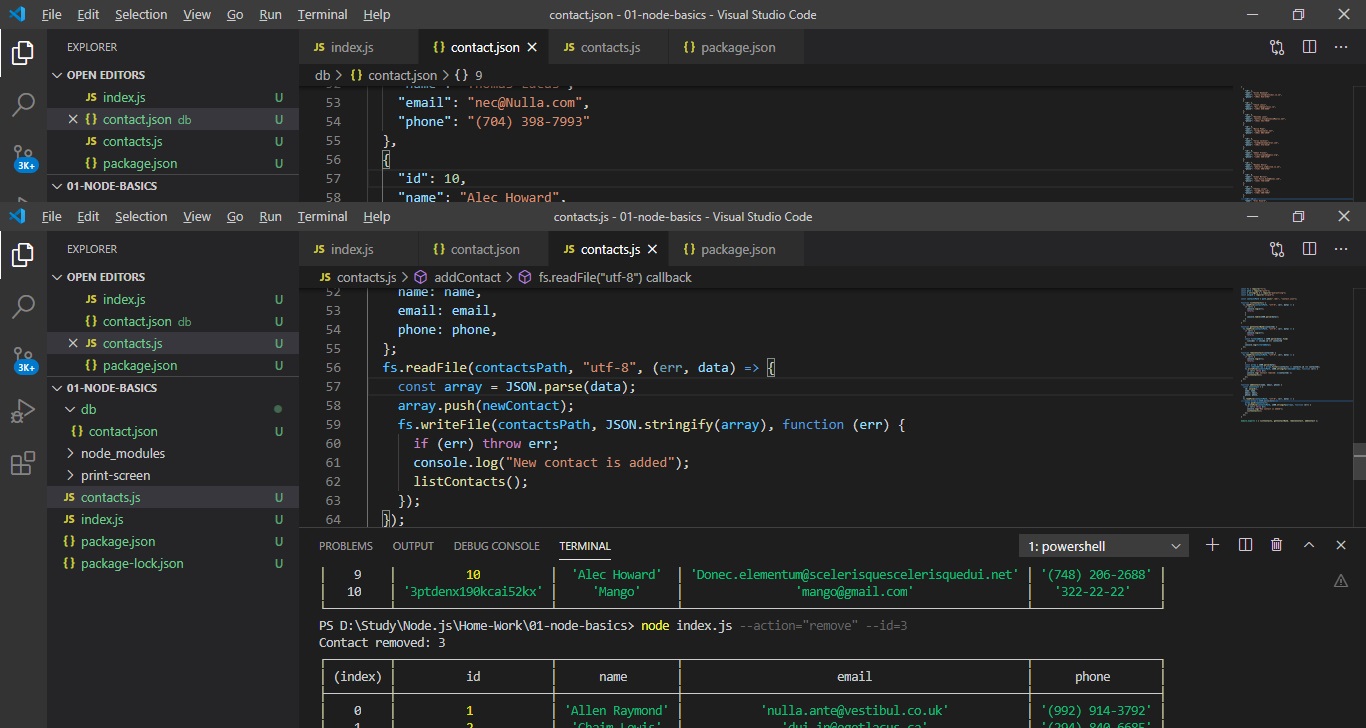 File Edit Selection View Go Run Terminal Help contact.json - 01-node-basics - Visual Studio Code
EXPLORER
JS index.js {} contact.json JS contacts.js {} package.json
OPEN EDITORS
db > {} contact.json > {} 9
JS index.js U
{} contact.json db U
JS contacts.js U
{} package.json U
3K+
01-NODE-BASICS
52 "name": "Thomas Lucas",
53 "email": "nec@Nulla.com",
54 "phone": "(704) 398-7993"
55 },
56 {
57 "id": 10,
58 "name": "Alec Howard",
File Edit Selection View Go Run Terminal Help contacts.js - 01-node-basics - Visual Studio Code
EXPLORER
JS index.js {} contact.json JS contacts.js {} package.json
OPEN EDITORS
JS contacts.js > addContact > fs.readFile("utf-8") callback
JS index.js U
{} contact.json db U
JS contacts.js U
{} package.json U
3K+
01-NODE-BASICS
db
{} contact.json U
node_modules
print-screen
JS contacts.js U
JS index.js U
{} package.json U
{} package-lock.json U
52 name: name,
53 email: email,
54 phone: phone,
55 };
56 fs.readFile(contactsPath, "utf-8", (err, data) => {
57 const array = JSON.parse(data);
58 array.push(newContact);
59 fs.writeFile(contactsPath, JSON.stringify(array), function (err) {
60 if (err) throw err;
61 console.log("New contact is added");
62 listContacts();
63 });
64 });
PROBLEMS OUTPUT DEBUG CONSOLE TERMINAL 1: powershell
9 10 'Alec Howard' 'Donec.elementum@scelerisquescelerisquedui.net' '(748) 206-2688'
10 '3ptdenx190kcai52kx' 'Mango' 'mango@gmail.com' '322-22-22'
PS D:\Study\Node.js\Home-Work\01-node-basics> node index.js --action="remove" --id=3
Contact removed: 3
(index) id name email phone
0 1 'Allen Raymond' 'nulla.ante@vestibul.co.uk' '(992) 914-3792'
1 2 'Chaim Lewis' 'dui.in@egetlacus.ca' '(294) 840-6685'